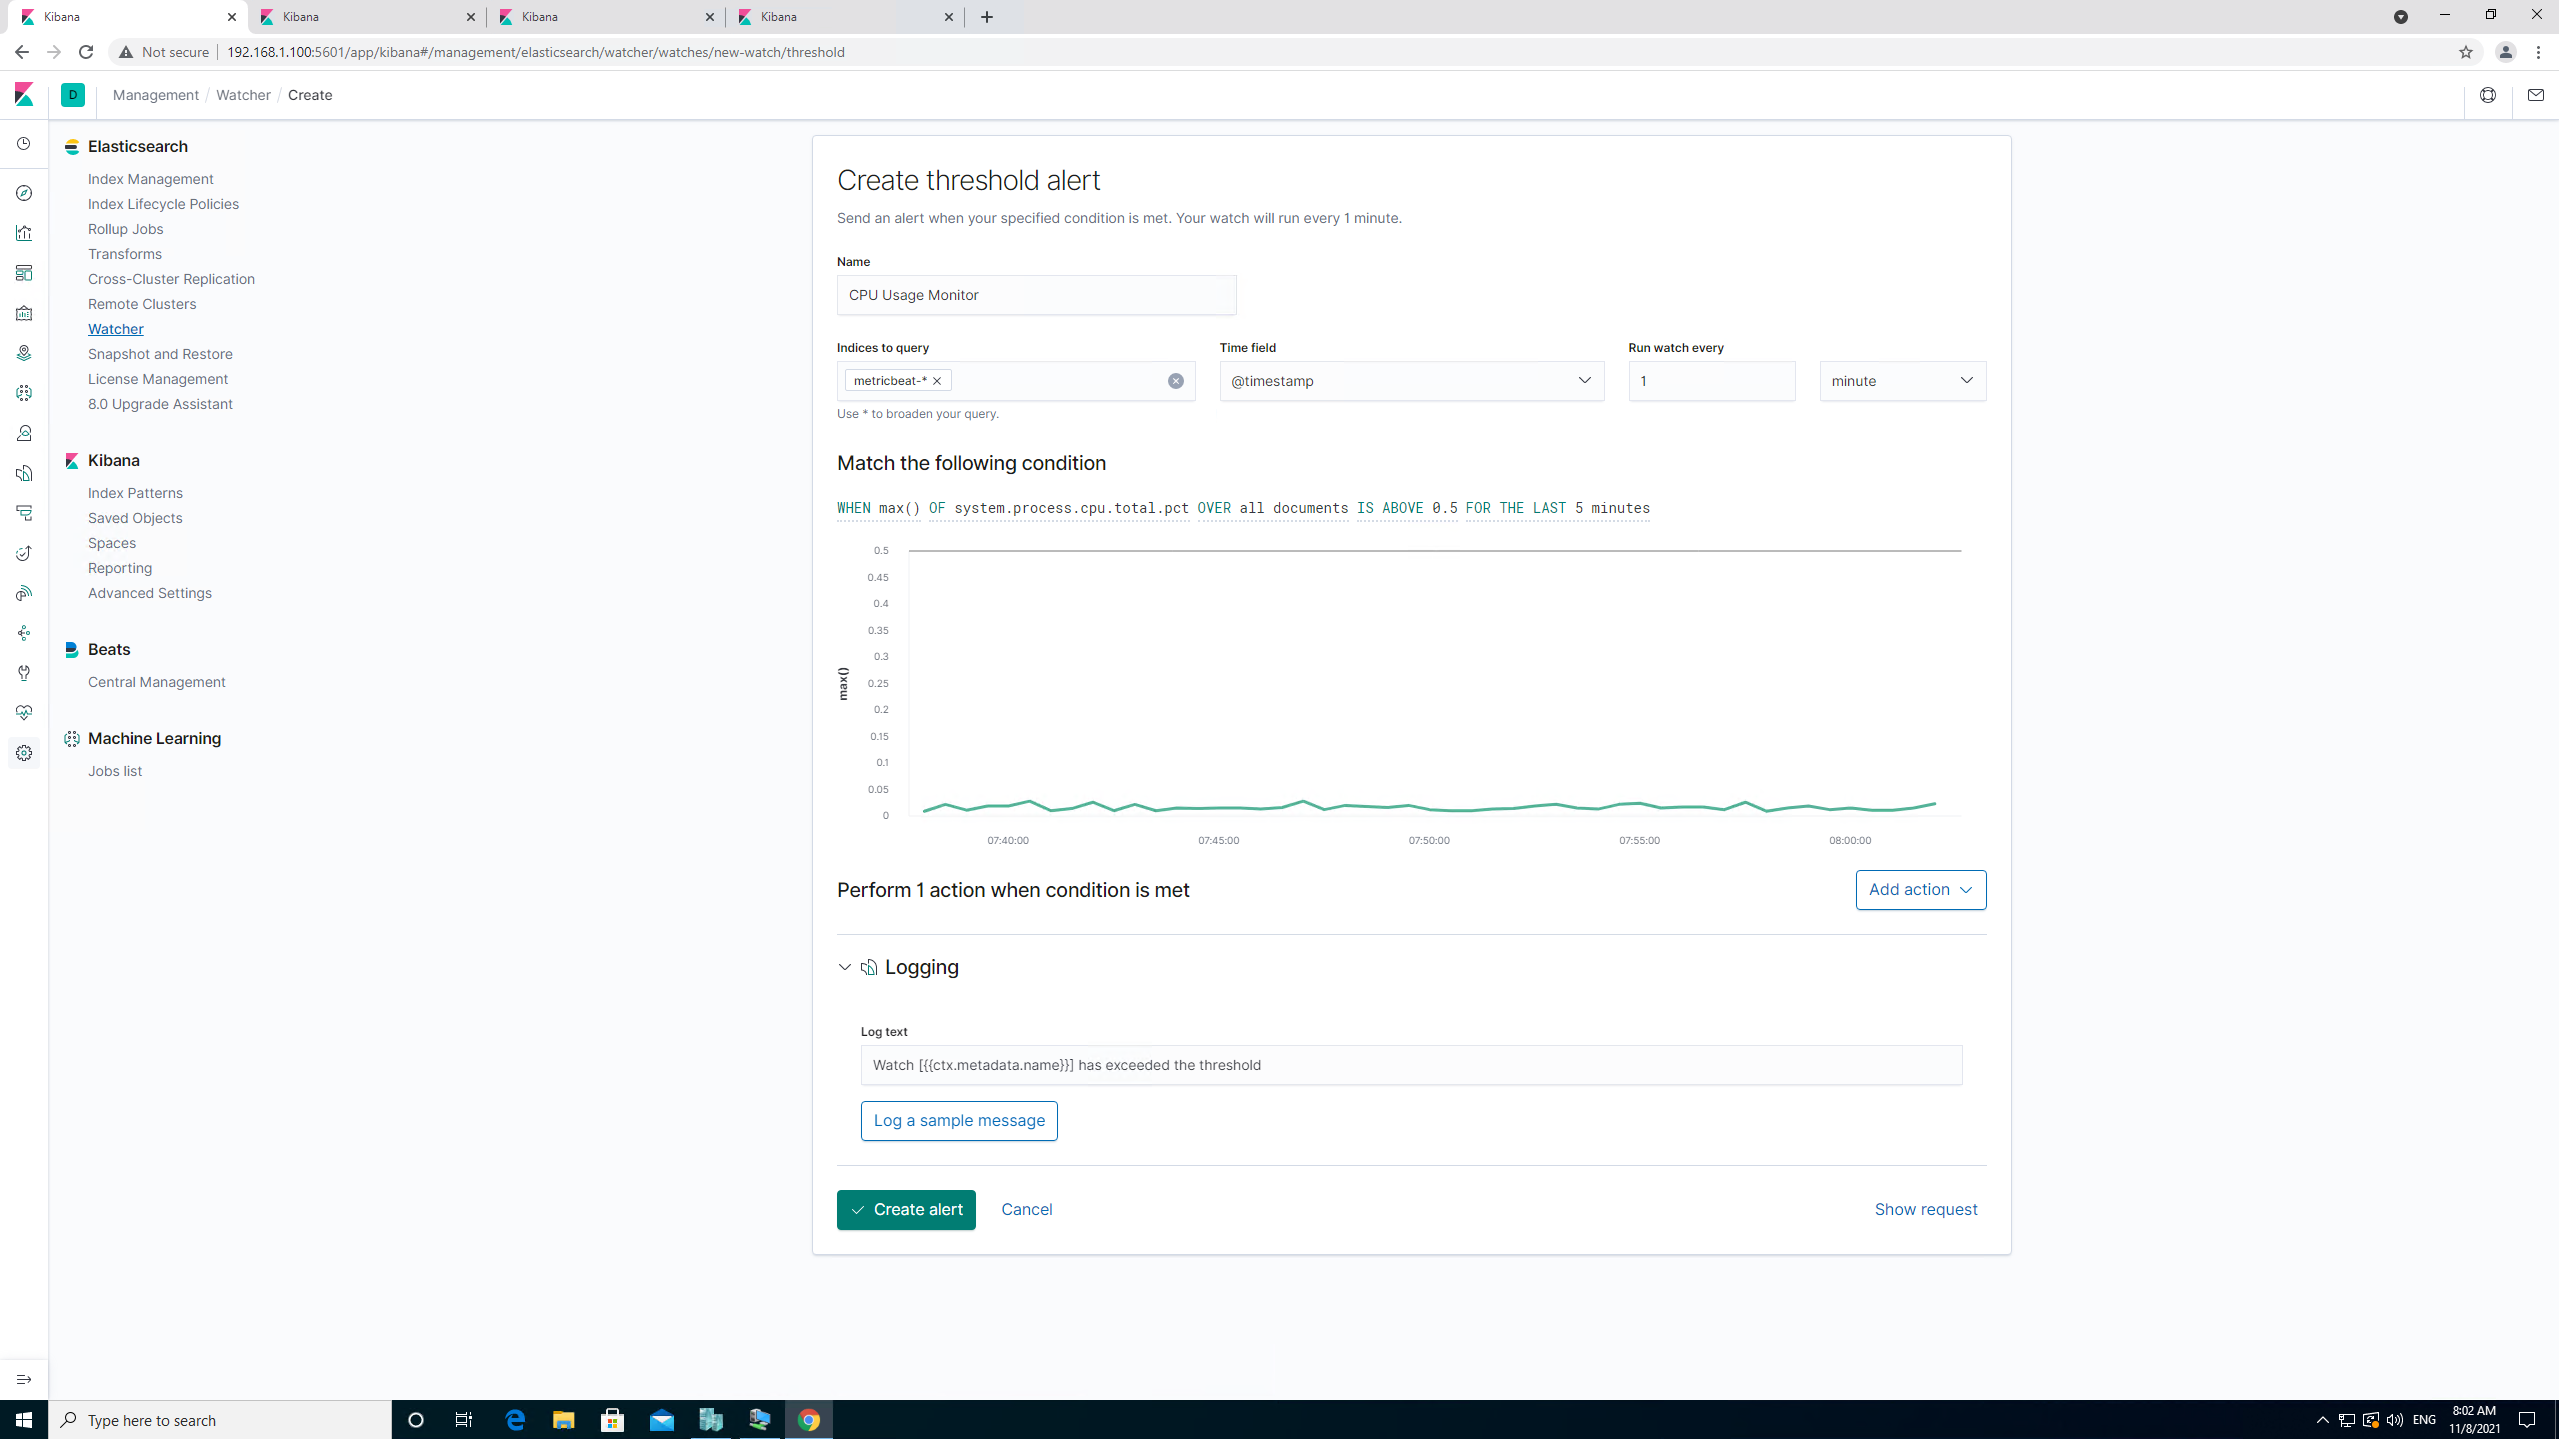 Kibana
Kibana
Kibana
Kibana
Not secure
192.168.1.100:5601/app/kibana#/management/elasticsearch/watcher/watches/new-watch/threshold
D
Management / Watcher / Create
Elasticsearch
Index Management
Index Lifecycle Policies
Rollup Jobs
Transforms
Cross-Cluster Replication
Remote Clusters
Watcher
Snapshot and Restore
License Management
8.0 Upgrade Assistant
Kibana
Index Patterns
Saved Objects
Spaces
Reporting
Advanced Settings
Beats
Central Management
Machine Learning
Jobs list
Create threshold alert
Send an alert when your specified condition is met. Your watch will run every 1 minute.
Name
CPU Usage Monitor
Indices to query
Time field
Run watch every
metricbeat-*
@timestamp
1
minute
Use * to broaden your query.
Match the following condition
WHEN max() OF system.process.cpu.total.pct OVER all documents IS ABOVE 0.5 FOR THE LAST 5 minutes
0.5
0.45
0.4
0.35
0.3
0.25
0.2
0.15
0.1
0.05
0
max()
07:40:00
07:45:00
07:50:00
07:55:00
08:00:00
Perform 1 action when condition is met
Add action
Logging
Log text
Watch [{{ctx.metadata.name}}] has exceeded the threshold
Log a sample message
Create alert
Cancel
Show request
Type here to search
ENG
8:02 AM
11/8/2021